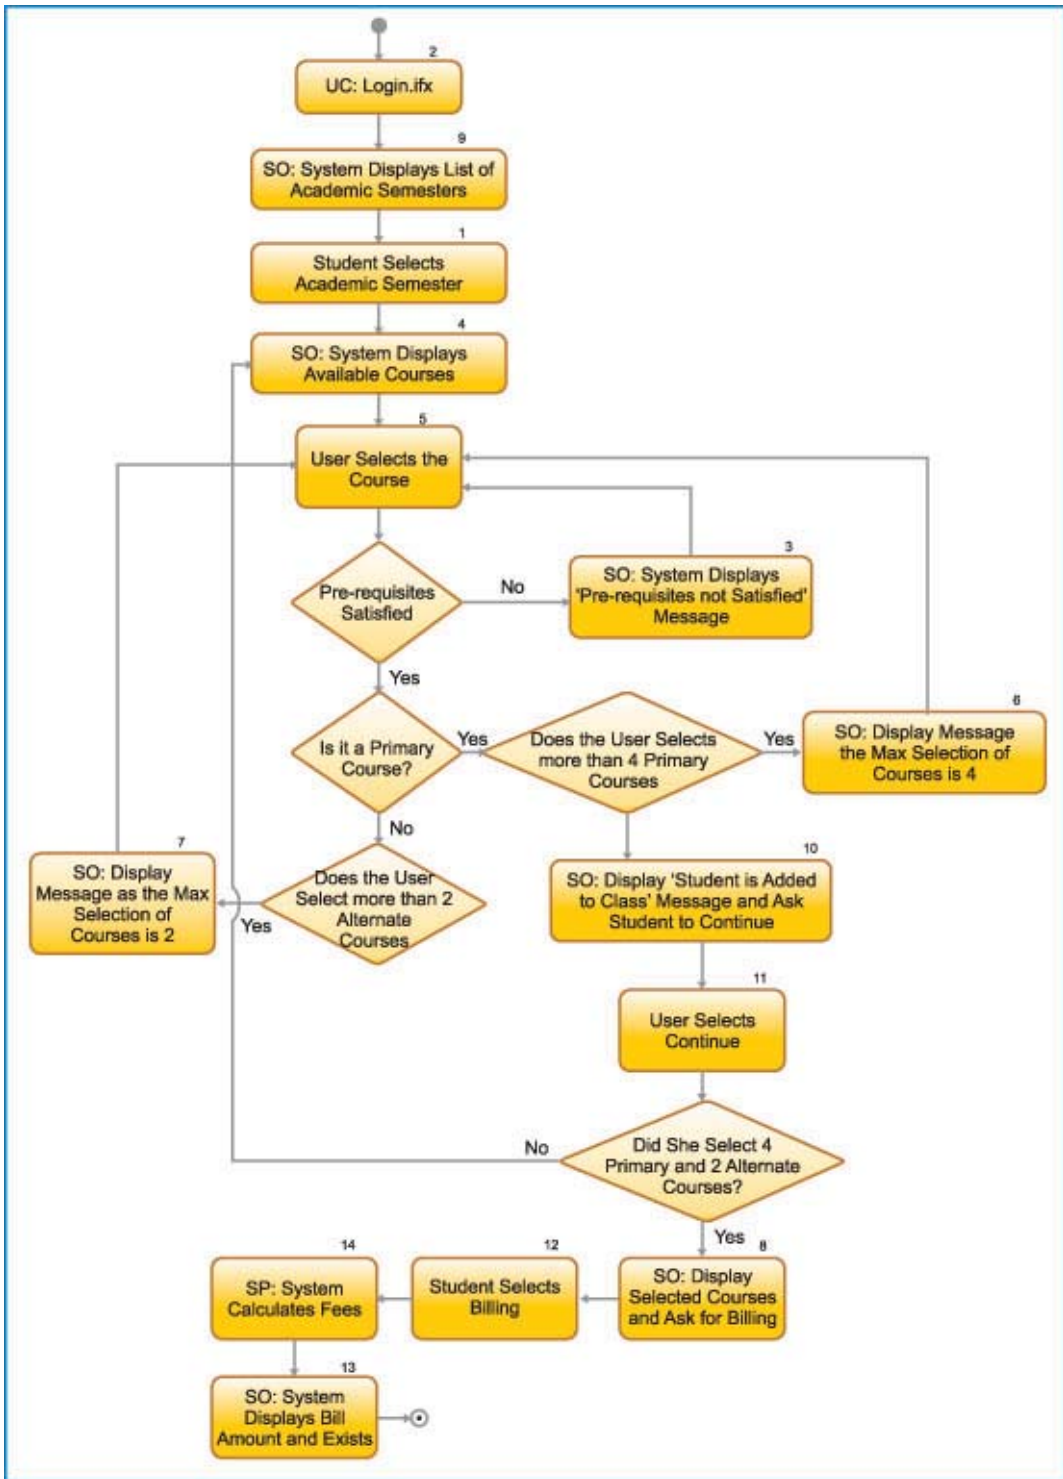 2
UC: Login.ifx
9
SO: System Displays List of
Academic Semesters
1
Student Selects
Academic Semester
4
SO: System Displays
Available Courses
5
User Selects the
Course
3
SO: System Displays
'Pre-requisites not Satisfied'
Message
Pre-requisites
Satisfied
No
Yes
6
Is it a Primary
Course?
Yes
Does the User Selects
more than 4 Primary
Courses
Yes
SO: Display Message
the Max Selection of
Courses is 4
No
7
SO: Display
Message as the Max
Selection of
Courses is 2
Yes
Does the User
Select more than 2
Alternate
Courses
10
SO: Display 'Student is Added
to Class' Message and Ask
Student to Continue
11
User Selects
Continue
No
Did She Select 4
Primary and 2 Alternate
Courses?
Yes
14
SP: System
Calculates Fees
12
Student Selects
Billing
8
SO: Display
Selected Courses
and Ask for Billing
13
SO: System
Displays Bill
Amount and Exists